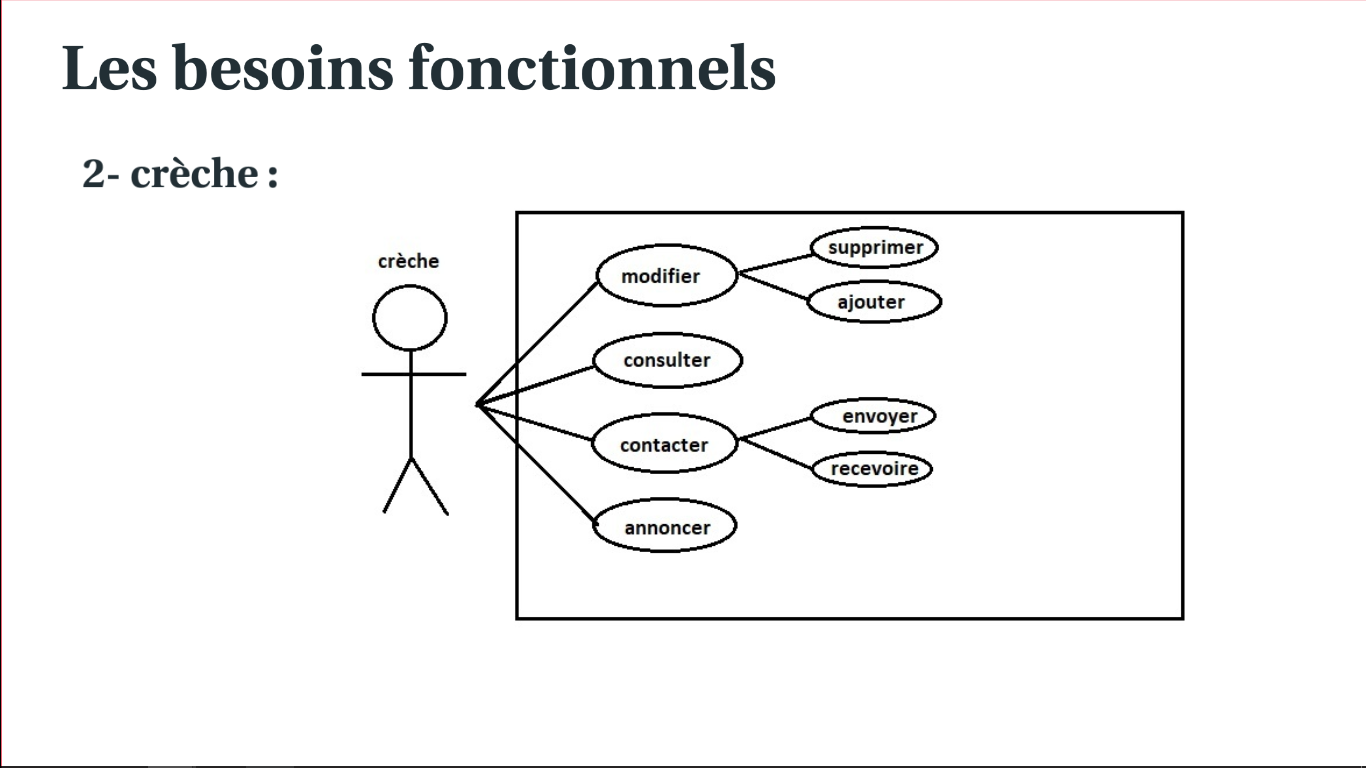 Les besoins fonctionnels
2- crèche :
crèche
modifier
supprimer
ajouter
consulter
contacter
envoyer
recevoire
annoncer